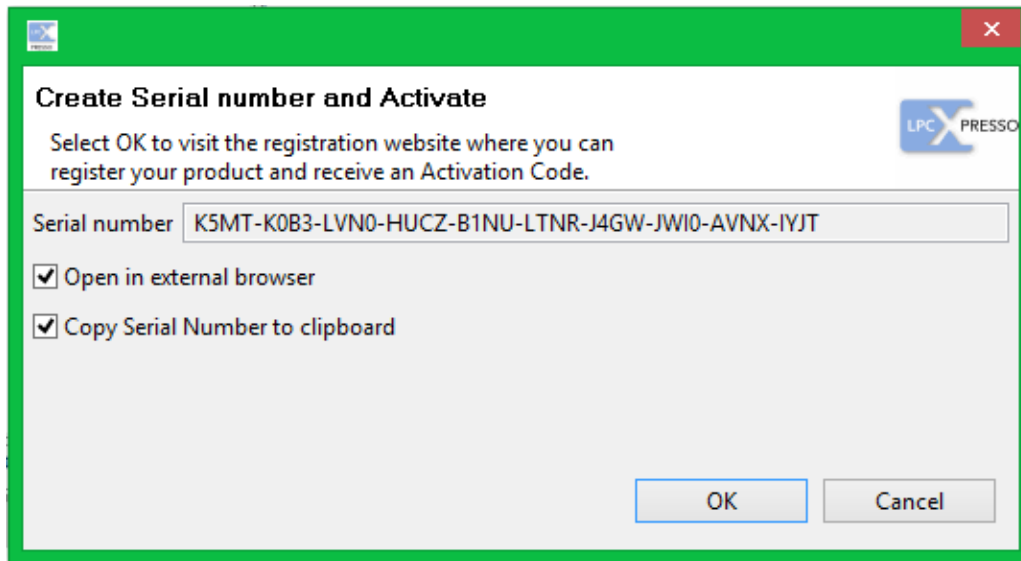 LPC X
PRESSO
Create Serial number and Activate
Select OK to visit the registration website where you can
register your product and receive an Activation Code.
LPC X PRESSO
Serial number K5MT-K0B3-LVN0-HUCZ-B1NU-LTNR-J4GW-JWI0-AVNX-IYJT
Open in external browser
Copy Serial Number to clipboard
OK Cancel